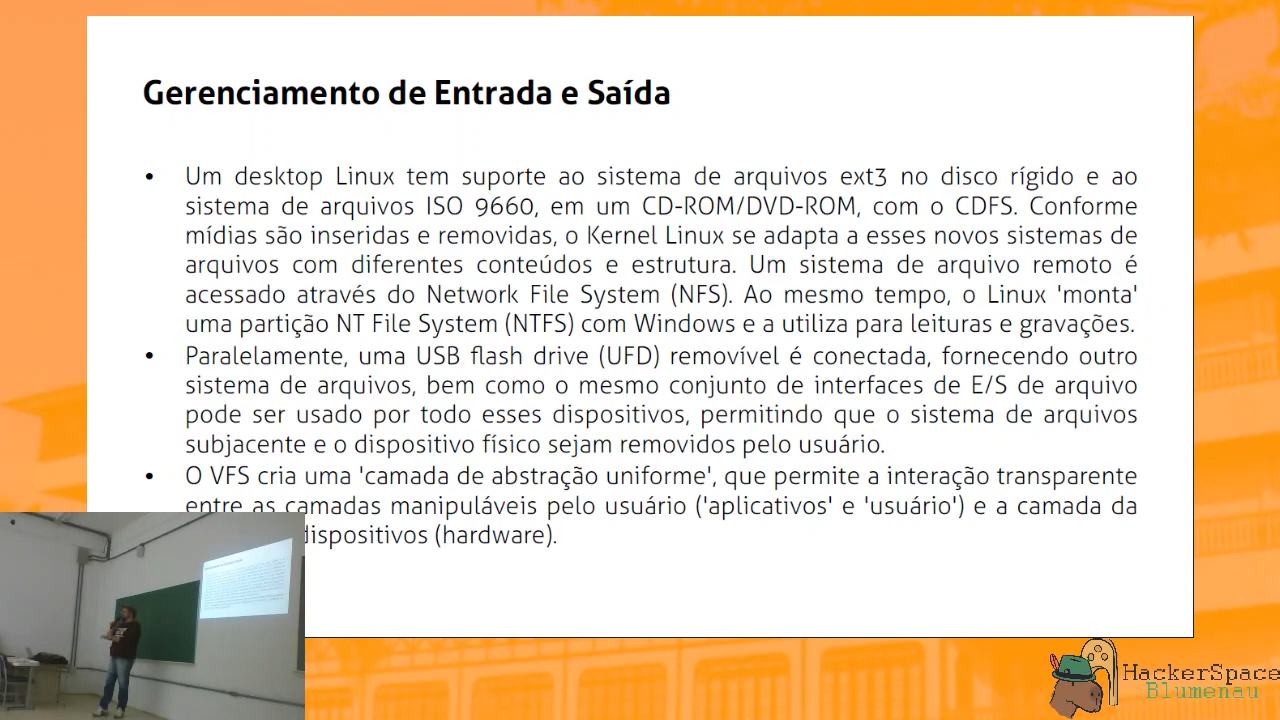 Gerenciamento de Entrada e Saída
• Um desktop Linux tem suporte ao sistema de arquivos ext3 no disco rígido e ao
sistema de arquivos ISO 9660, em um CD-ROM/DVD-ROM, com o CDFS. Conforme
mídias são inseridas e removidas, o Kernel Linux se adapta a esses novos sistemas de
arquivos com diferentes conteúdos e estrutura. Um sistema de arquivo remoto é
acessado através do Network File System (NFS). Ao mesmo tempo, o Linux 'monta'
uma partição NT File System (NTFS) com Windows e a utiliza para leituras e gravações.
• Paralelamente, uma USB flash drive (UFD) removível é conectada, fornecendo outro
sistema de arquivos, bem como o mesmo conjunto de interfaces de E/S de arquivo
pode ser usado por todo esses dispositivos, permitindo que o sistema de arquivos
subjacente e o dispositivo físico sejam removidos pelo usuário.
• O VFS cria uma 'camada de abstração uniforme', que permite a interação transparente
entre as camadas manipuláveis pelo usuário ('aplicativos' e 'usuário') e a camada da
dispositivos (hardware).
HackerSpace
Blumenau